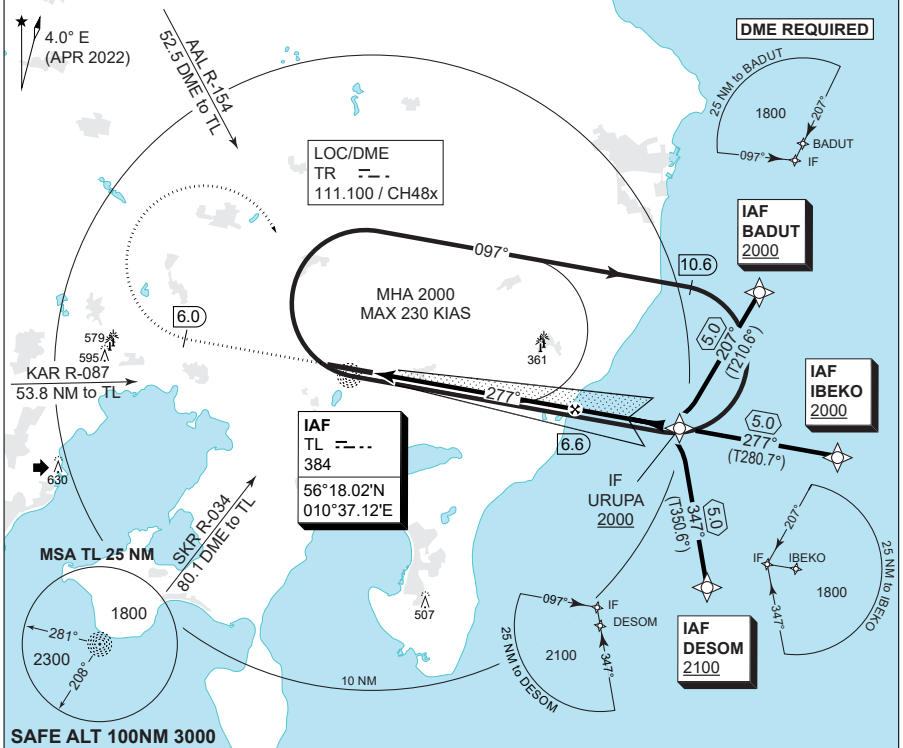 4.0° E
(APR 2022)
AAL R-154
52.5 DME to TL
DME REQUIRED
25 NM to BADUT
1800
207°
BADUT
097°
IF
LOC/DME
TR
111.100 / CH48x
IAF
BADUT
2000
097°
10.6
MHA 2000
MAX 230 KIAS
6.0
579
595
361
5.0
207°
(T210.6°)
KAR R-087
53.8 NM to TL
IAF
IBEKO
2000
277
5.0
277°
(T280.7°)
6.6
IAF
TL
384
56°18.02'N
010°37.12'E
630
IF
URUPA
2000
SKR R-034
80.1 DME to TL
5.0
347°
(T350.6°)
207°
IF
IBEKO
1800
347°
25 NM to IBEKO
MSA TL 25 NM
1800
281°
2300
208°
507
097°
IF
DESOM
2100
347°
25 NM to DESOM
IAF
DESOM
2100
10 NM
SAFE ALT 100NM 3000